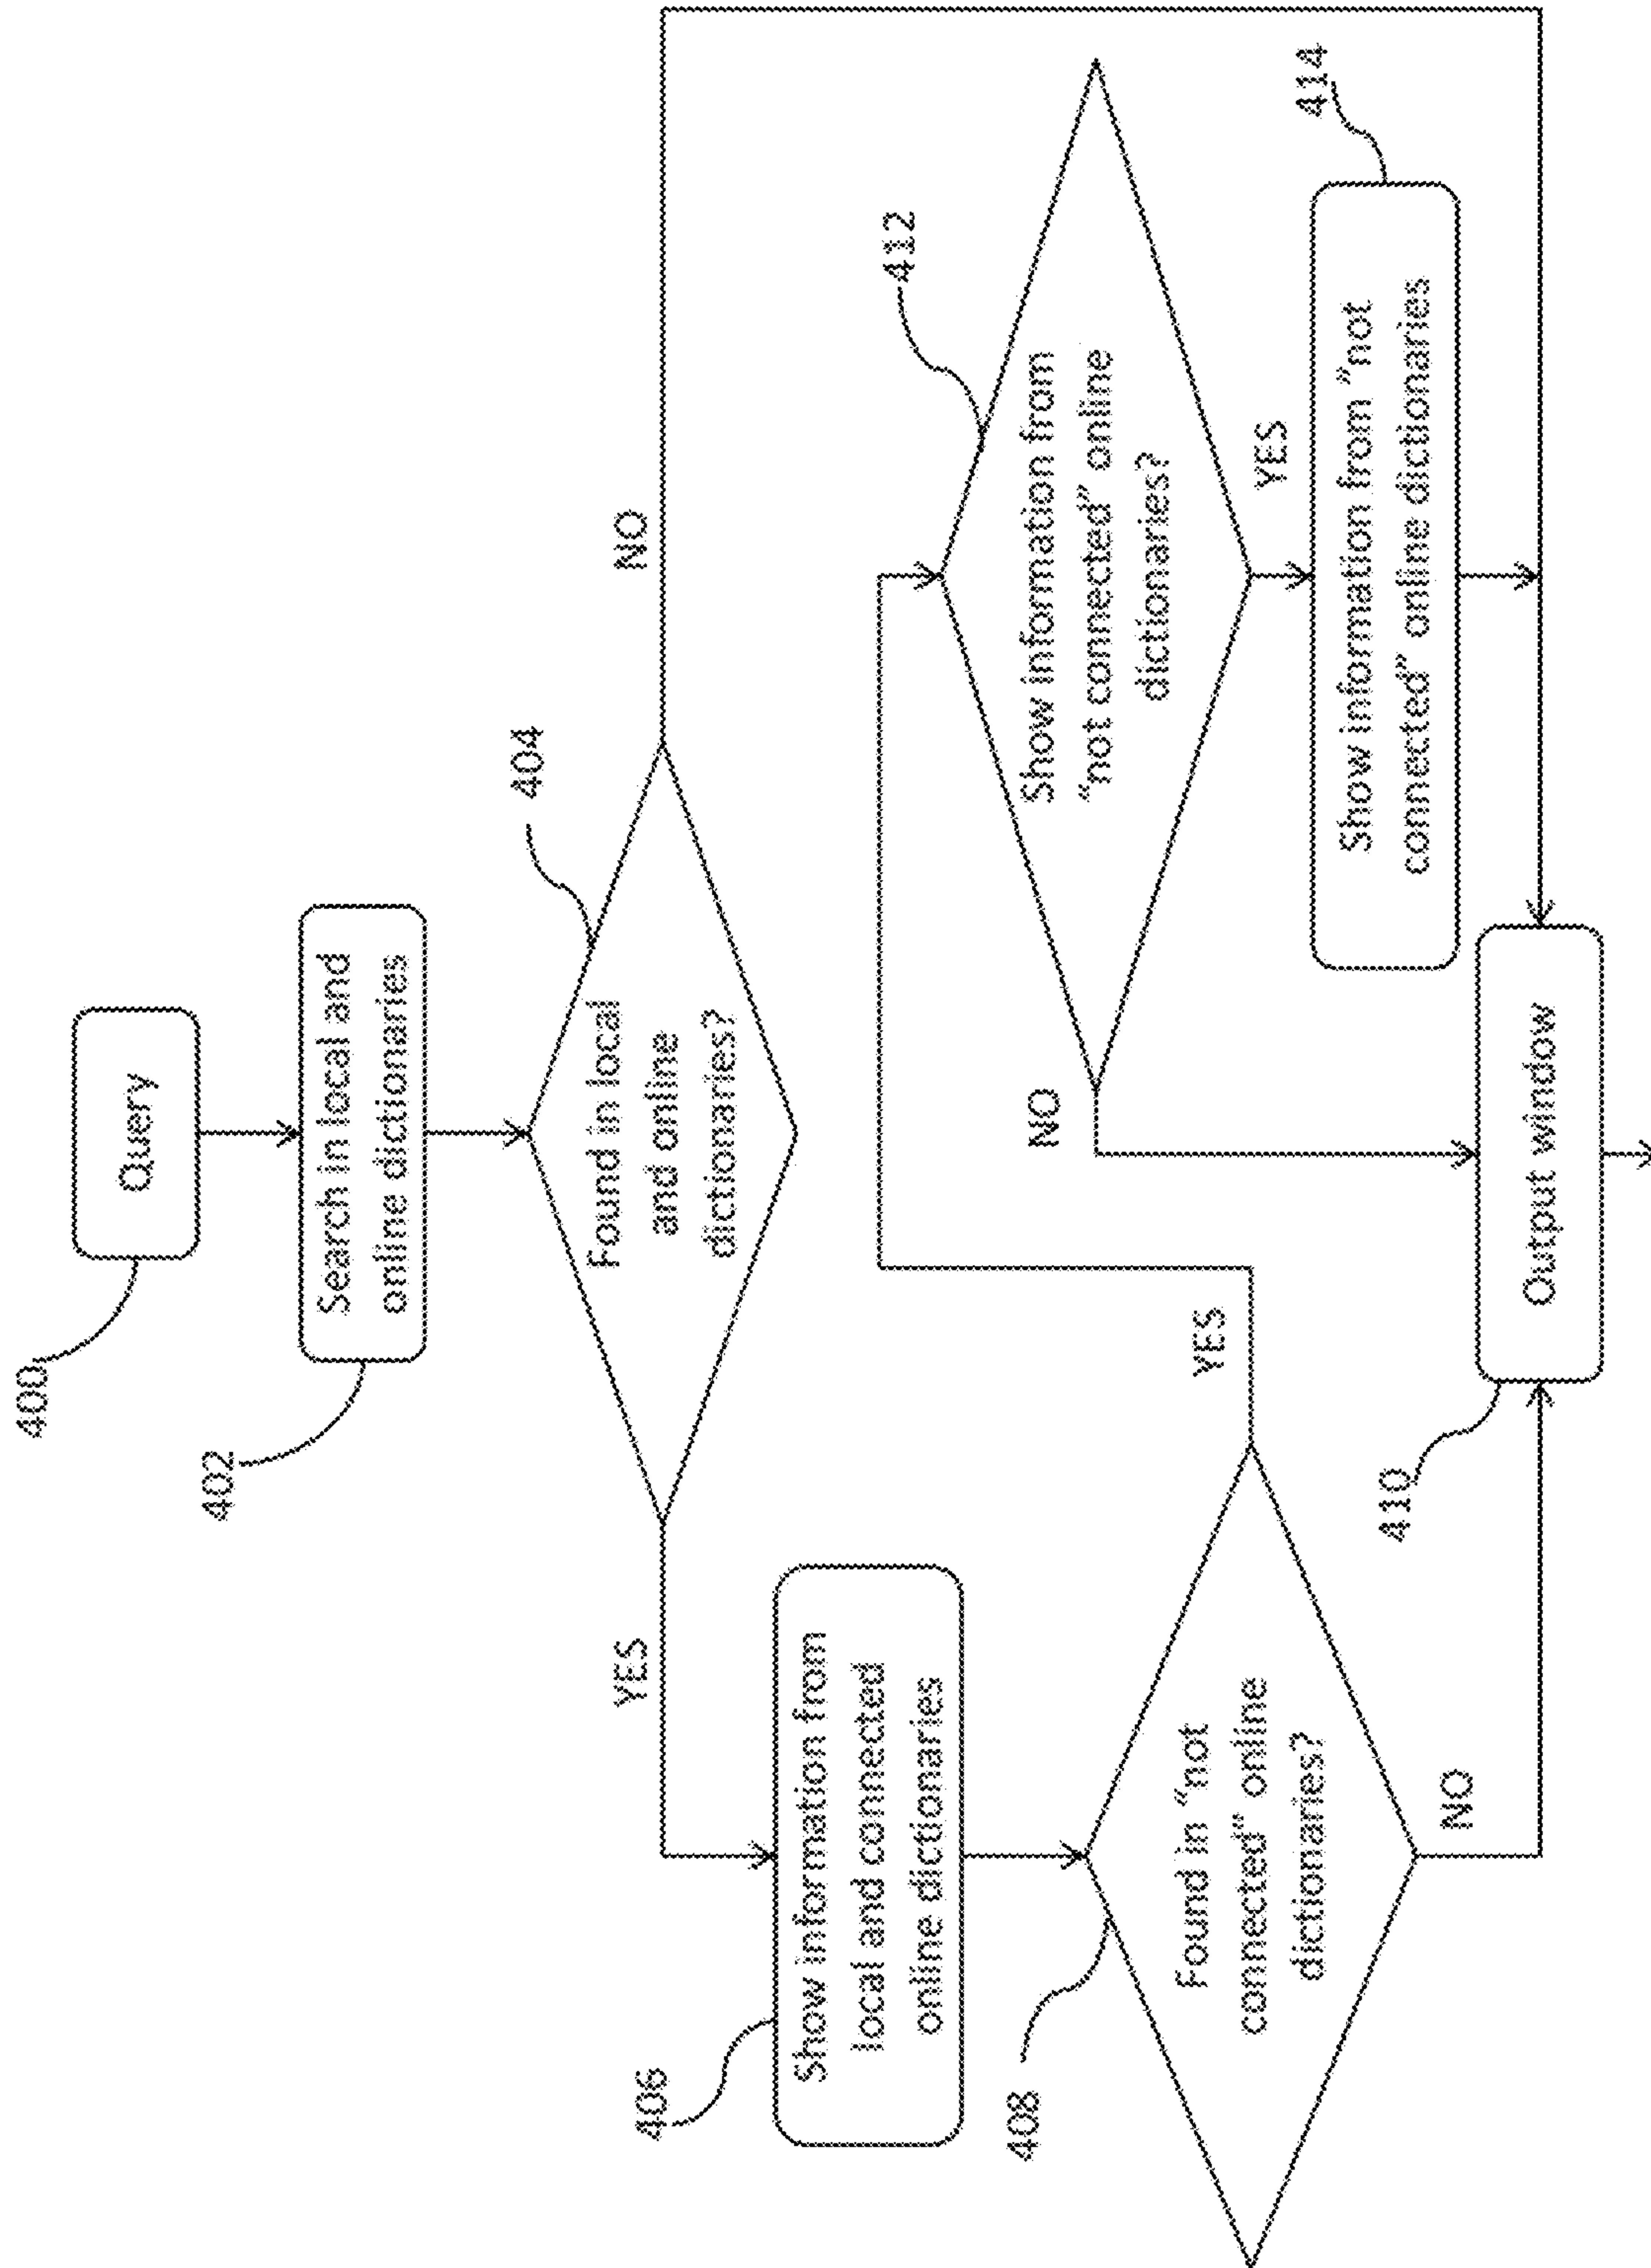 400
Query
402
Search in local and
online dictionaries
404
Found in local
and online
dictionaries?
YES
NO
406
Show information from
local and connected
online dictionaries
408
Found in “not
connected" online
dictionaries?
YES
NO
412
Show information from
“not connected” online
dictionaries?
NO
YES
414
Show information from “not
connected” online dictionaries
410
Output window